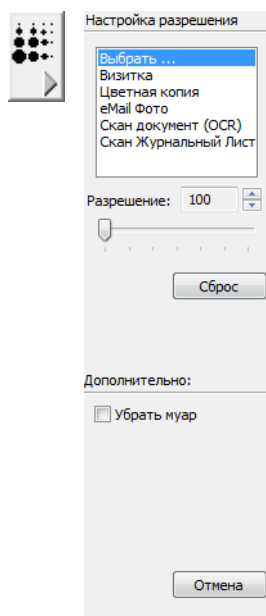 Настройка разрешения
Выбрать ...
Визитка
Цветная копия
eMail Фото
Скан документ (OCR)
Скан Журнальный Лист
Разрешение: 100
Сброс
Дополнительно:
Убрать муар
Отмена